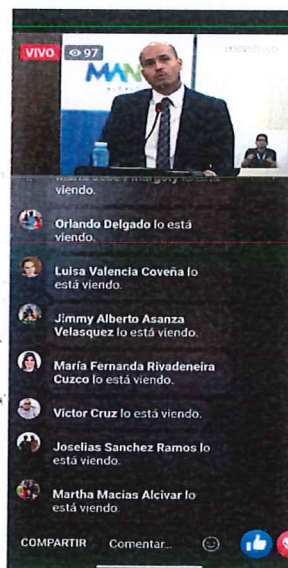 VIVO 97
MAN
viendo.
Orlando Delgado lo está
viendo.
Luisa Valencia Coveña lo
está viendo.
Jimmy Alberto Asanza
Velasquez lo está viendo.
María Fernanda Rivadeneira
Cuzco lo está viendo.
Victor Cruz lo está viendo.
Joselias Sanchez Ramos lo
está viendo.
Martha Macias Alcivar lo
está viendo.
COMPARTIR Comentar...